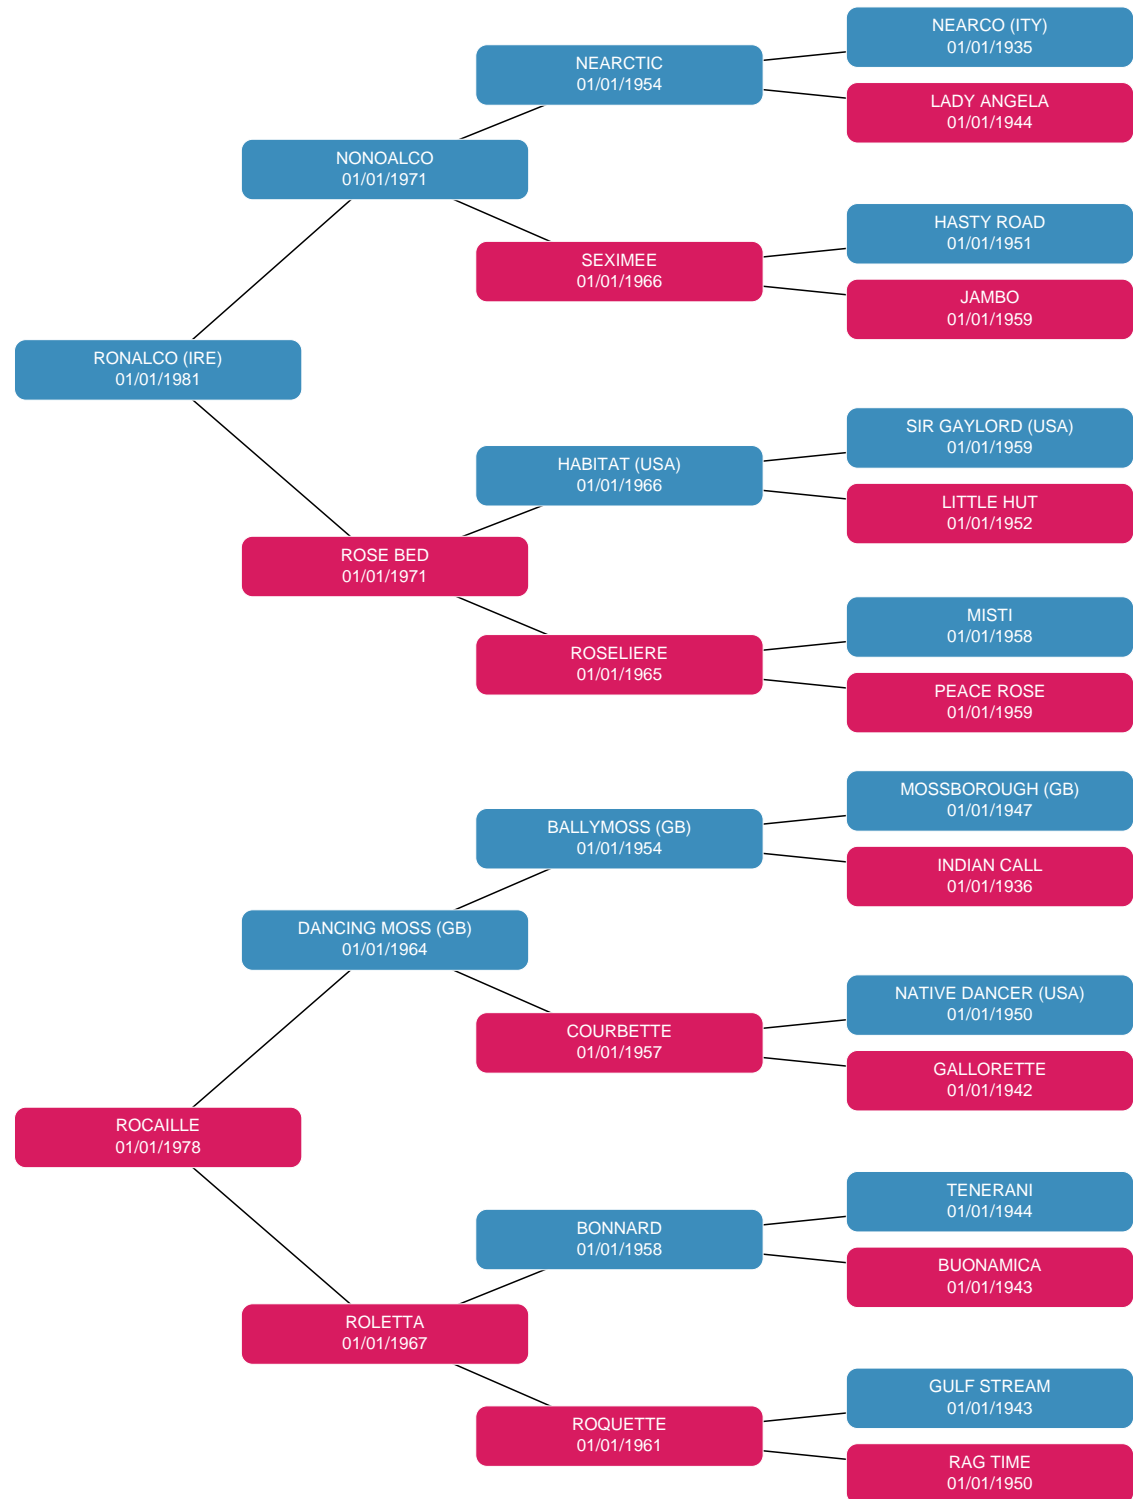 NEARCO (ITY)
01/01/1935
NEARCTIC
01/01/1954
LADY ANGELA
01/01/1944
NONOALCO
01/01/1971
HASTY ROAD
01/01/1951
SEXIMEE
01/01/1966
JAMBO
01/01/1959
RONALCO (IRE)
01/01/1981
SIR GAYLORD (USA)
01/01/1959
HABITAT (USA)
01/01/1966
LITTLE HUT
01/01/1952
ROSE BED
01/01/1971
MISTI
01/01/1958
ROSELIERE
01/01/1965
PEACE ROSE
01/01/1959
MOSSBOROUGH (GB)
01/01/1947
BALLYMOSS (GB)
01/01/1954
INDIAN CALL
01/01/1936
DANCING MOSS (GB)
01/01/1964
NATIVE DANCER (USA)
01/01/1950
COURBETTE
01/01/1957
GALLORETTE
01/01/1942
ROCAILLE
01/01/1978
TENERANI
01/01/1944
BONNARD
01/01/1958
BUONAMICA
01/01/1943
ROLETTA
01/01/1967
GULF STREAM
01/01/1943
ROQUETTE
01/01/1961
RAG TIME
01/01/1950